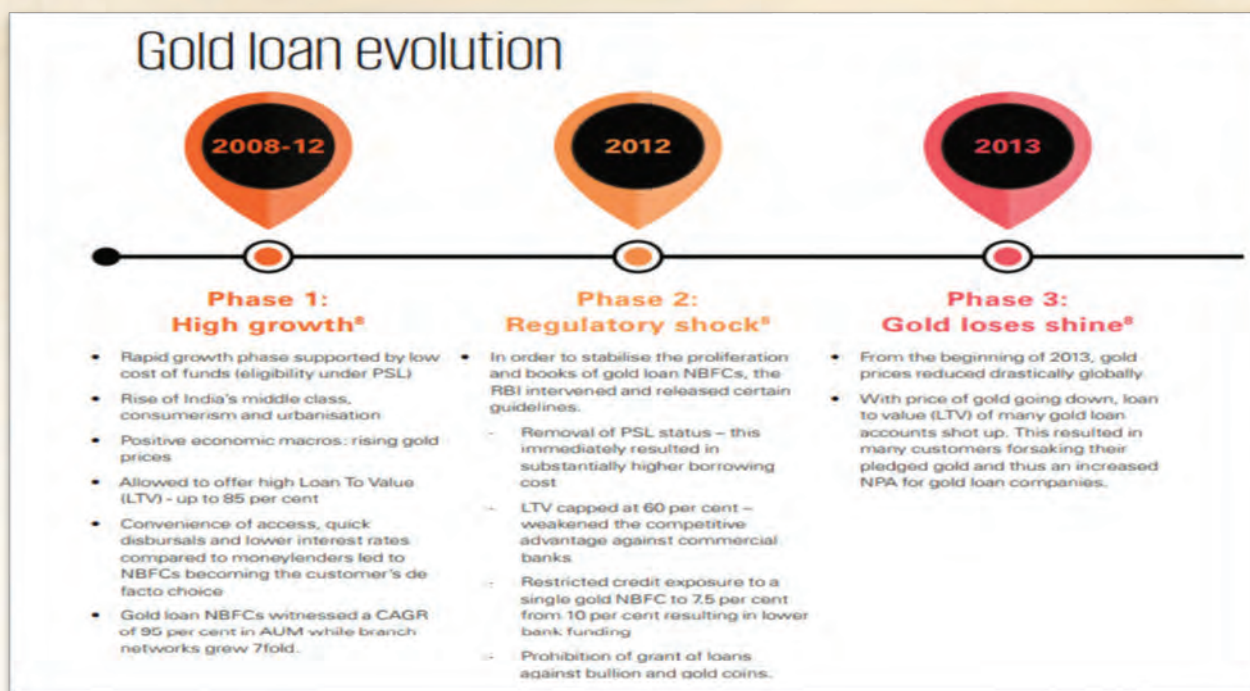 Gold loan evolution
2008-12
2012
2013
Phase 1:
High growth⁸
• Rapid growth phase supported by low
cost of funds (eligibility under PSL)
• Rise of India's middle class,
consumerism and urbanisation
• Positive economic macros: rising gold
prices
• Allowed to offer high Loan To Value
(LTV) - up to 85 per cent
• Convenience of access, quick
disbursals and lower interest rates
compared to moneylenders led to
NBFCs becoming the customer's de
facto choice
• Gold loan NBFCs witnessed a CAGR
of 95 per cent in AUM while branch
networks grew 7fold.
Phase 2:
Regulatory shock⁸
• In order to stabilise the proliferation
and books of gold loan NBFCs, the
RBI intervened and released certain
guidelines.
- Removal of PSL status – this
immediately resulted in
substantially higher borrowing
cost
- LTV capped at 60 per cent –
weakened the competitive
advantage against commercial
banks
- Restricted credit exposure to a
single gold NBFC to 7.5 per cent
from 10 per cent resulting in lower
bank funding
- Prohibition of grant of loans
against bullion and gold coins.
Phase 3:
Gold loses shine⁸
• From the beginning of 2013, gold
prices reduced drastically globally
• With price of gold going down, loan
to value (LTV) of many gold loan
accounts shot up. This resulted in
many customers forsaking their
pledged gold and thus an increased
NPA for gold loan companies.